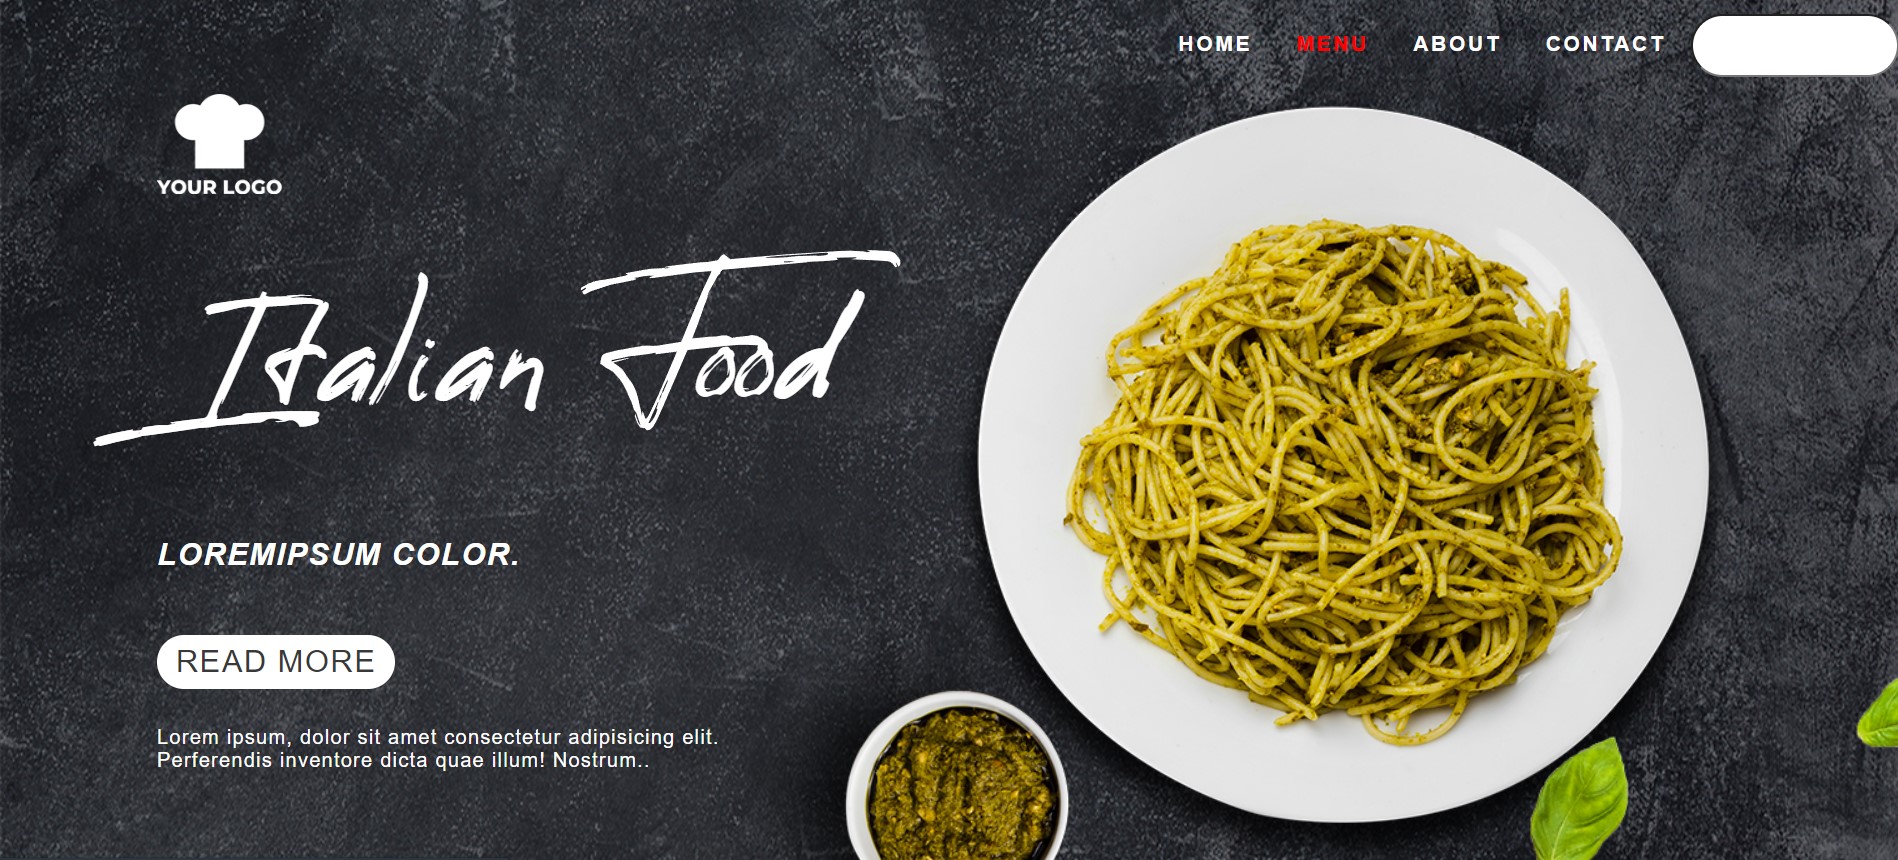 HOME MENU ABOUT CONTACT
YOUR LOGO
Italian Food
LOREMIPSUM COLOR.
READ MORE
Lorem ipsum, dolor sit amet consectetur adipisicing elit.
Perferendis inventore dicta quae illum! Nostrum..